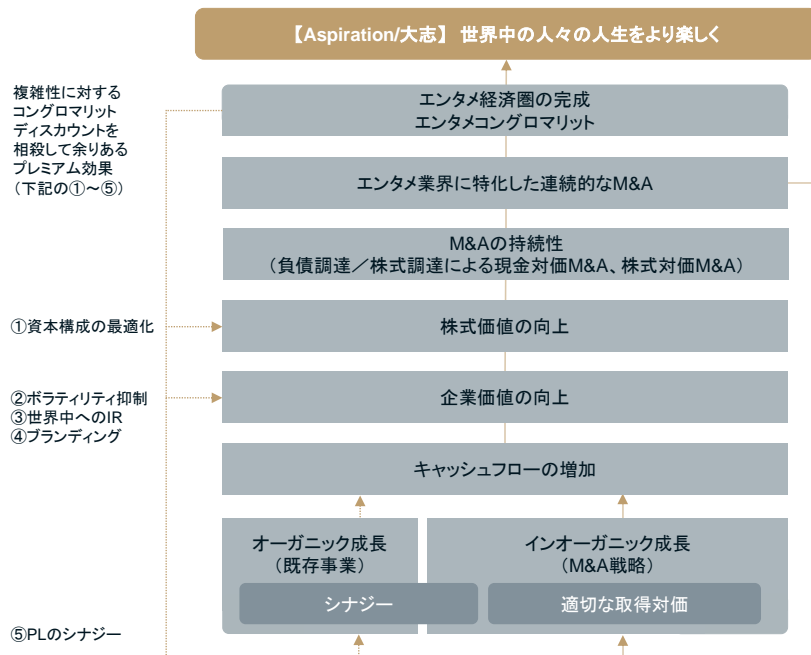 【Aspiration/大志】 世界中の人々の人生をより楽しく
複雑性に対する
コングロマリット
ディスカウントを
相殺して余りある
プレミアム効果
（下記の①～⑤）
エンタメ経済圏の完成
エンタメコングロマリット
エンタメ業界に特化した連続的なM&A
M&Aの持続性
（負債調達／株式調達による現金対価M&A、株式対価M&A）
①資本構成の最適化
株式価値の向上
②ボラティリティ抑制
③世界中へのIR
④ブランディング
企業価値の向上
キャッシュフローの増加
オーガニック成長
（既存事業）
インオーガニック成長
（M&A戦略）
シナジー
適切な取得対価
⑤PLのシナジー